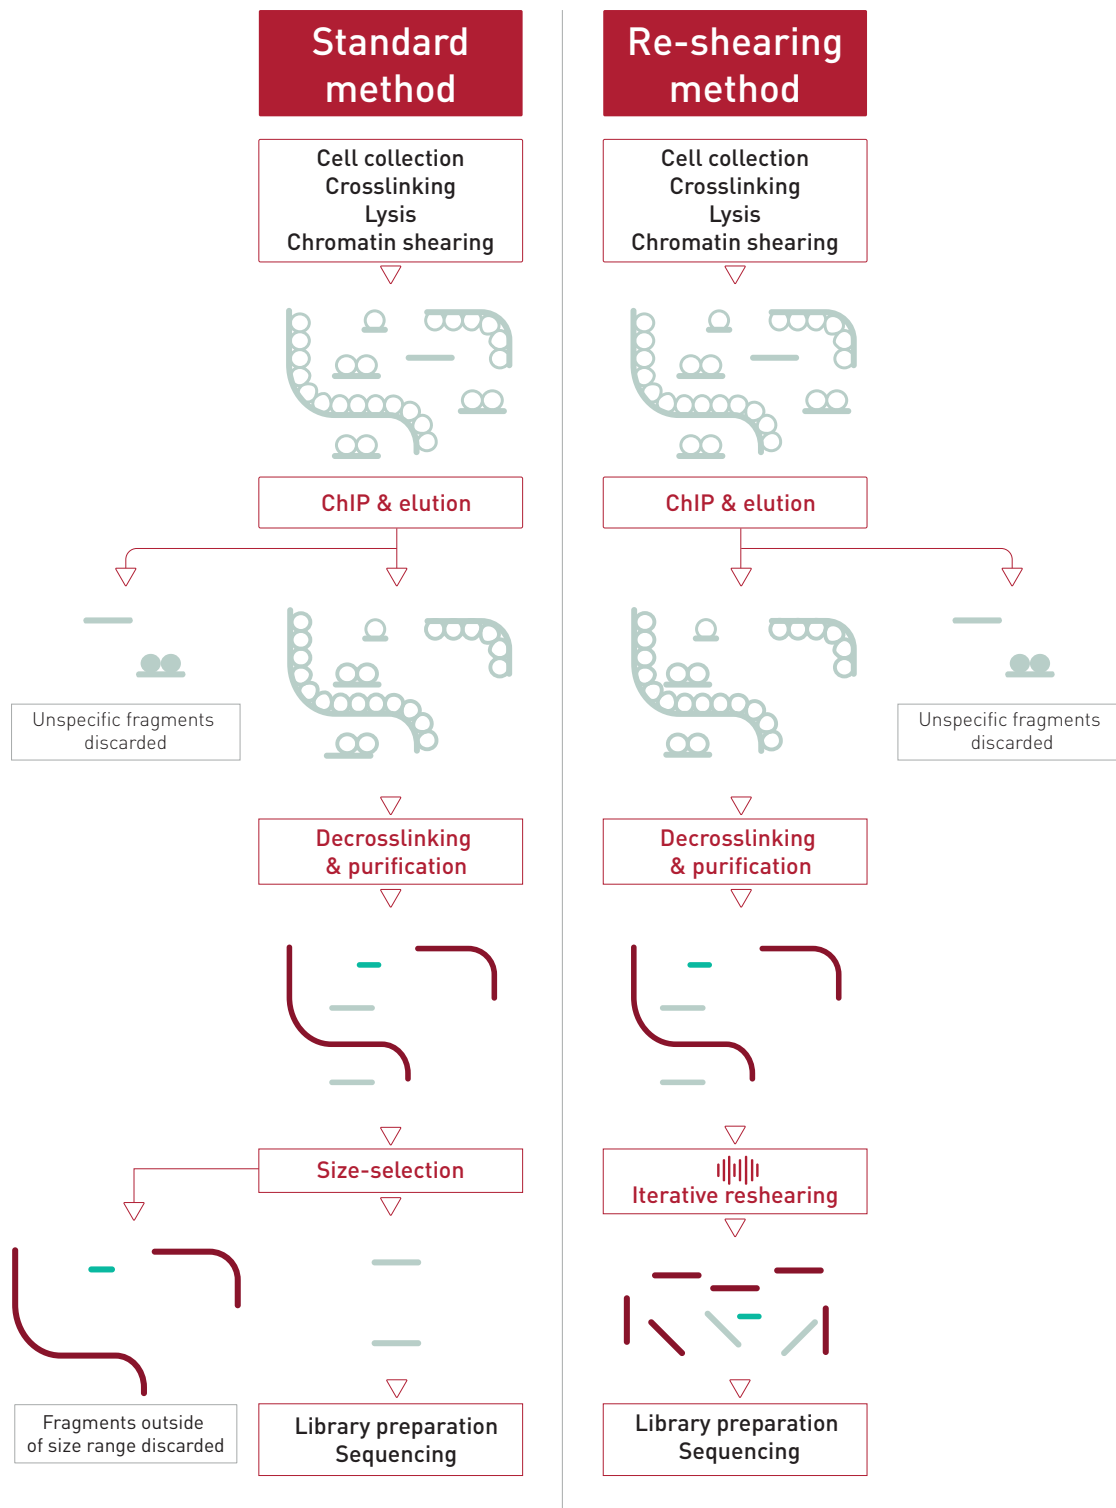 Standard
method
Cell collection
Crosslinking
Lysis
Chromatin shearing
ChIP & elution
Unspecific fragments
discarded
Decrosslinking
& purification
Size-selection
Fragments outside
of size range discarded
Library preparation
Sequencing
Re-shearing
method
Cell collection
Crosslinking
Lysis
Chromatin shearing
ChIP & elution
Unspecific fragments
discarded
Decrosslinking
& purification
Iterative reshearing
Library preparation
Sequencing